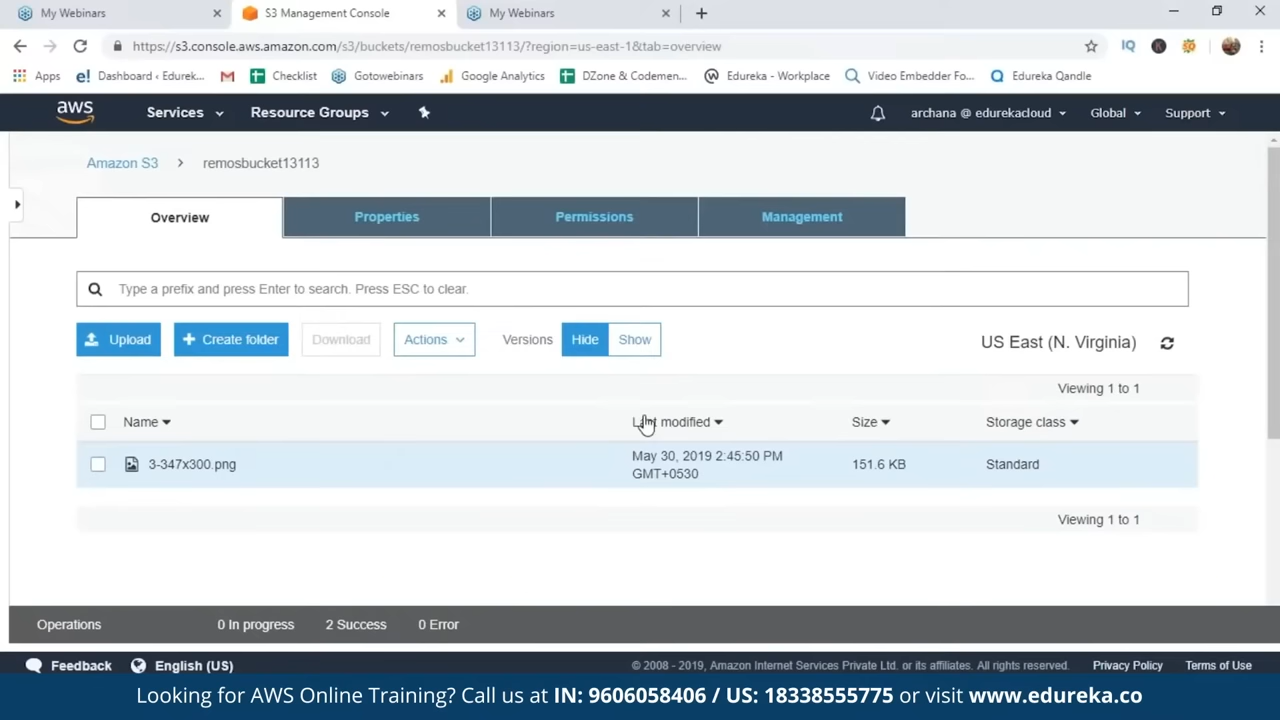 My Webinars
S3 Management Console
My Webinars
https://s3.console.aws.amazon.com/s3/buckets/remosbucket13113/?region=us-east-1&tab=overview
IQ
K
Apps
e! Dashboard ‹ Edurek...
Checklist
Gotowebinars
Google Analytics
DZone & Codemen...
Edureka - Workplace
Video Embedder Fo...
Edureka Qandle
aws
Services
Resource Groups
archana @ edurekacloud
Global
Support
Amazon S3
remosbucket13113
Overview
Properties
Permissions
Management
Type a prefix and press Enter to search. Press ESC to clear.
Upload
+ Create folder
Download
Actions
Versions
Hide
Show
US East (N. Virginia)
Viewing 1 to 1
Name
Last modified
Size
Storage class
3-347x300.png
May 30, 2019 2:45:50 PM
GMT+0530
151.6 KB
Standard
Viewing 1 to 1
Operations
0 In progress
2 Success
0 Error
Feedback
English (US)
© 2008 - 2019, Amazon Internet Services Private Ltd. or its affiliates. All rights reserved.
Privacy Policy
Terms of Use
Looking for AWS Online Training? Call us at IN: 9606058406 / US: 18338555775 or visit www.edureka.co